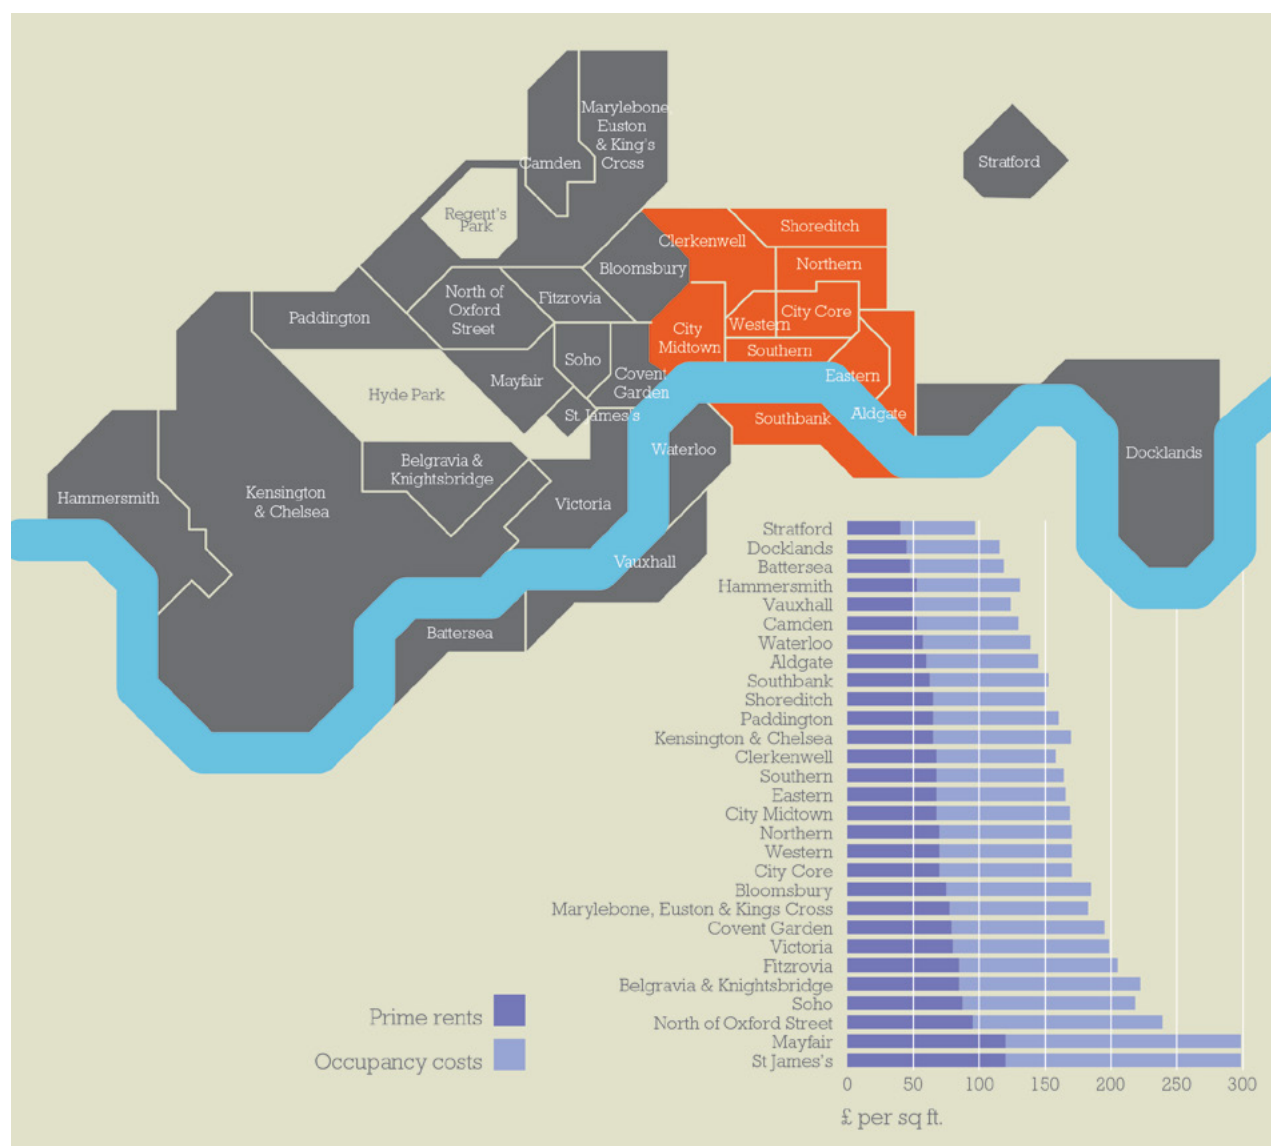 Marylebone
Euston
& King's
Cross
Camden
Stratford
Regent's
Park
Shoreditch
Clerkenwell
Northern
Bloomsbury
North of
Oxford
Street
Fitzrovia
Paddington
City Core
Western
City
Midtown
Southern
Soho
Mayfair
Covent
Garden
Eastern
Hyde Park
St. James's
Aldgate
Southbank
Waterloo
Docklands
Belgravia &
Knightsbridge
Hammersmith
Kensington
& Chelsea
Victoria
Vauxhall
Battersea
Stratford
Docklands
Battersea
Hammersmith
Vauxhall
Camden
Waterloo
Aldgate
Southbank
Shoreditch
Paddington
Kensington & Chelsea
Clerkenwell
Southern
Eastern
City Midtown
Northern
Western
City Core
Bloomsbury
Marylebone, Euston & Kings Cross
Covent Garden
Victoria
Fitzrovia
Belgravia & Knightsbridge
Soho
North of Oxford Street
Mayfair
St James's
0 50 100 150 200 250 300
£ per sq ft.
Prime rents
Occupancy costs